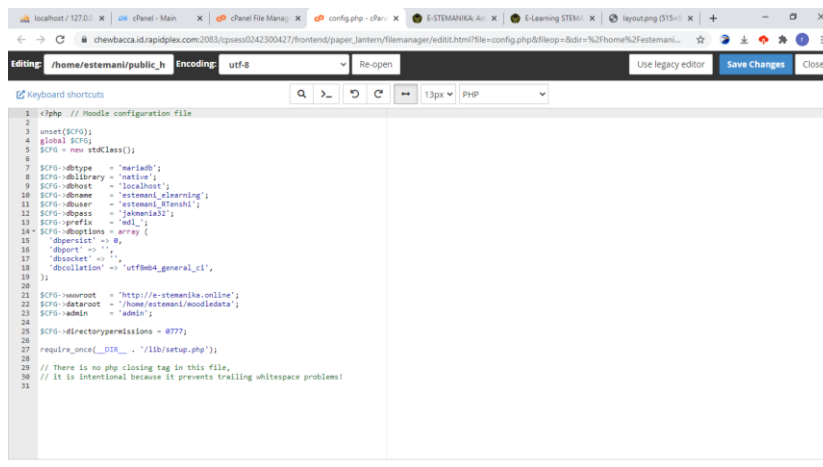 localhost / 127.0.0
cPanel - Main
cPanel File Manag
config.php - cPan
E-STEMANIKA: Ad
E-Learning STEMA
layout.png (515×5
chewbacca.id.rapidplex.com:2083/cpsess0242300427/frontend/paper_lantern/filemanager/editit.html?file=config.php&fileop=&dir=%2Fhome%2Festemani...
Editing: /home/estemani/public_h Encoding: utf-8 Re-open Use legacy editor Save Changes Close
Keyboard shortcuts 13px PHP
1 <?php // Moodle configuration file
2
3 unset($CFG);
4 global $CFG;
5 $CFG = new stdClass();
6
7 $CFG->dbtype = 'mariadb';
8 $CFG->dblibrary = 'native';
9 $CFG->dbhost = 'localhost';
10 $CFG->dbname = 'estemani_elearning';
11 $CFG->dbuser = 'estemani_RTenshi';
12 $CFG->dbpass = 'jakmania32';
13 $CFG->prefix = 'mdl_';
14 $CFG->dboptions = array (
15 'dbpersist' => 0,
16 'dbport' => '',
17 'dbsocket' => '',
18 'dbcollation' => 'utf8mb4_general_ci',
19 );
20
21 $CFG->wwwroot = 'http://e-stemanika.online';
22 $CFG->dataroot = '/home/estemani/moodledata';
23 $CFG->admin = 'admin';
24
25 $CFG->directorypermissions = 0777;
26
27 require_once(__DIR__ . '/lib/setup.php');
28
29 // There is no php closing tag in this file,
30 // it is intentional because it prevents trailing whitespace problems!
31